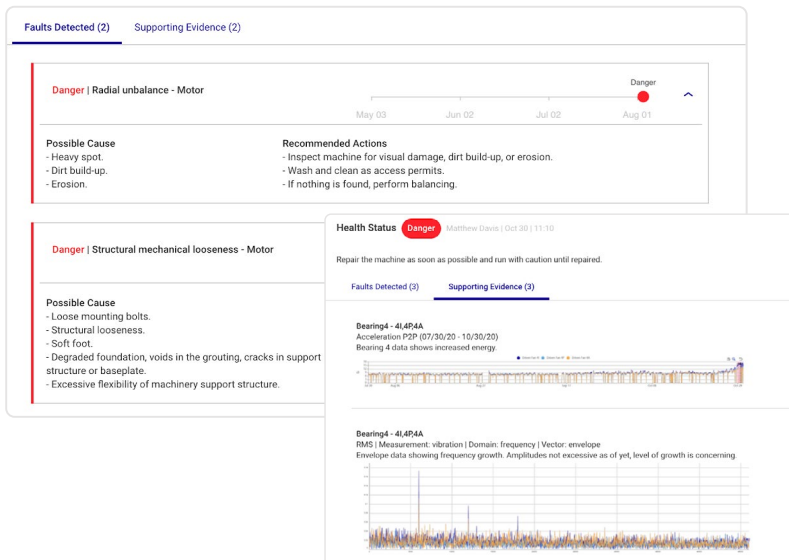 Faults Detected (2)
Supporting Evidence (2)
Danger | Radial unbalance - Motor
Danger
May 03
Jun 02
Jul 02
Aug 01
Possible Cause
- Heavy spot.
- Dirt build-up.
- Erosion.
Recommended Actions
- Inspect machine for visual damage, dirt build-up, or erosion.
- Wash and clean as access permits.
- If nothing is found, perform balancing.
Danger | Structural mechanical looseness - Motor
Possible Cause
- Loose mounting bolts.
- Structural looseness.
- Soft foot.
- Degraded foundation, voids in the grouting, cracks in support
structure or baseplate.
- Excessive flexibility of machinery support structure.
Health Status
Danger
Matthew Davis | Oct 30 | 11:10
Repair the machine as soon as possible and run with caution until repaired.
Faults Detected (3)
Supporting Evidence (3)
Bearing4 - 4I,4P,4A
Acceleration P2P (07/30/20 - 10/30/20)
Bearing 4 data shows increased energy.
Bearing4 - 4I,4P,4A
RMS | Measurement: vibration | Domain: frequency | Vector: envelope
Envelope data showing frequency growth. Amplitudes not excessive as of yet, level of growth is concerning.